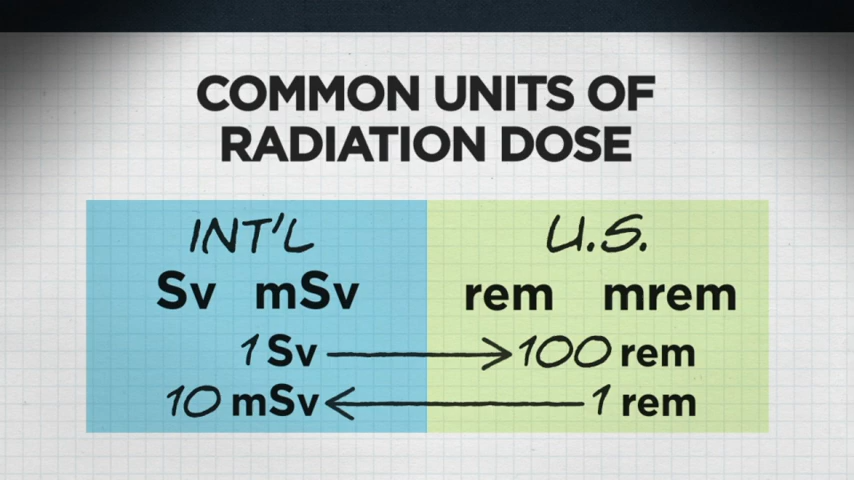 COMMON UNITS OF
RADIATION DOSE
INT'L U.S.
Sv mSv rem mrem
1 Sv → 100 rem
10 mSv ← 1 rem